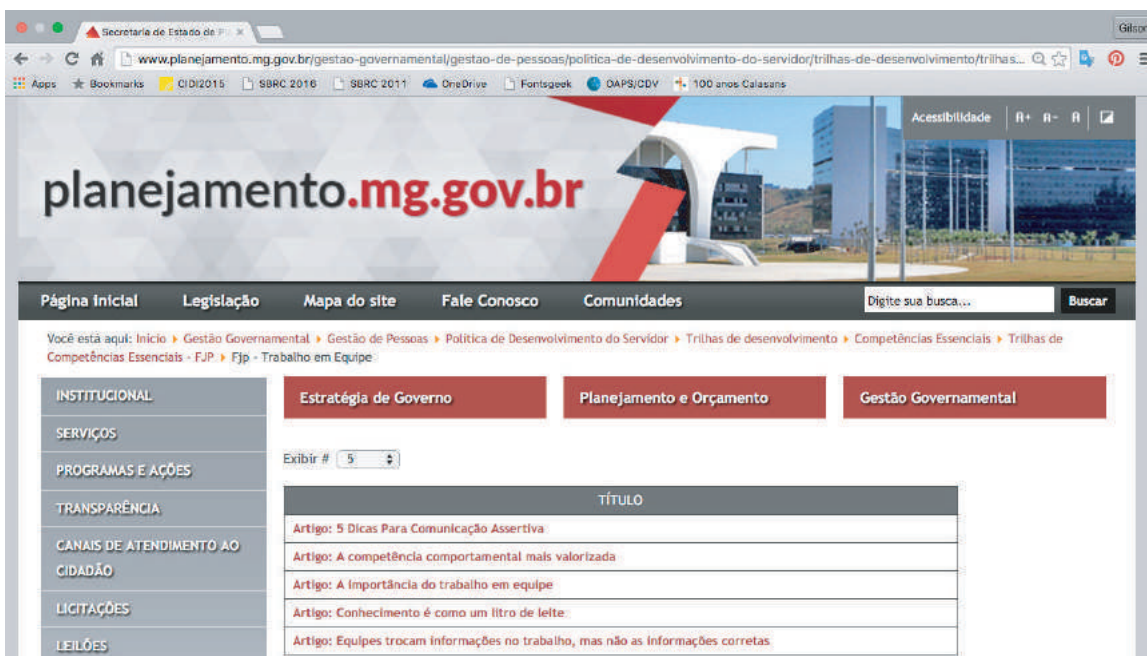 Secretaria de Estado de P
Gilson
www.planejamento.mg.gov.br/gestao-governamental/gestao-de-pessoas/politica-de-desenvolvimento-do-servidor/trilhas-de-desenvolvimento/trilhas...
Apps Bookmarks CIDI2015 SBRC 2016 SBRC 2011 OneDrive Fontsgeek OAPS/CDV 100 anos Calasans
Acessibilidade A+ A- A
planejamento.mg.gov.br
Página Inicial Legislação Mapa do site Fale Conosco Comunidades Digite sua busca... Buscar
Você está aqui: Início Gestão Governamental Gestão de Pessoas Política de Desenvolvimento do Servidor Trilhas de desenvolvimento Competências Essenciais Trilhas de
Competências Essenciais - FJP Fjp - Trabalho em Equipe
INSTITUCIONAL
SERVIÇOS
PROGRAMAS E AÇÕES
TRANSPARÊNCIA
CANAIS DE ATENDIMENTO AO
CIDADÃO
LICITAÇÕES
LEILÕES
Estratégia de Governo Planejamento e Orçamento Gestão Governamental
Exibir # 5
TÍTULO
Artigo: 5 Dicas Para Comunicação Assertiva
Artigo: A competência comportamental mais valorizada
Artigo: A importância do trabalho em equipe
Artigo: Conhecimento é como um litro de leite
Artigo: Equipes trocam informações no trabalho, mas não as informações corretas